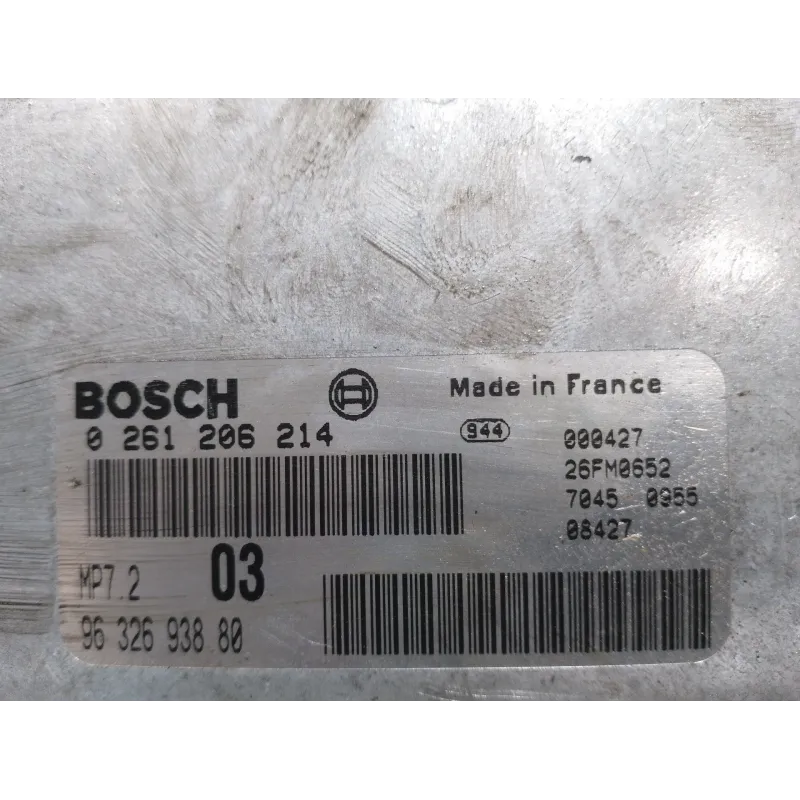 BOSCH
Made in France
0 261 206 214
944
000427
26FM0652
7045 0955
08427
MP7.2
03
96 326 938 80